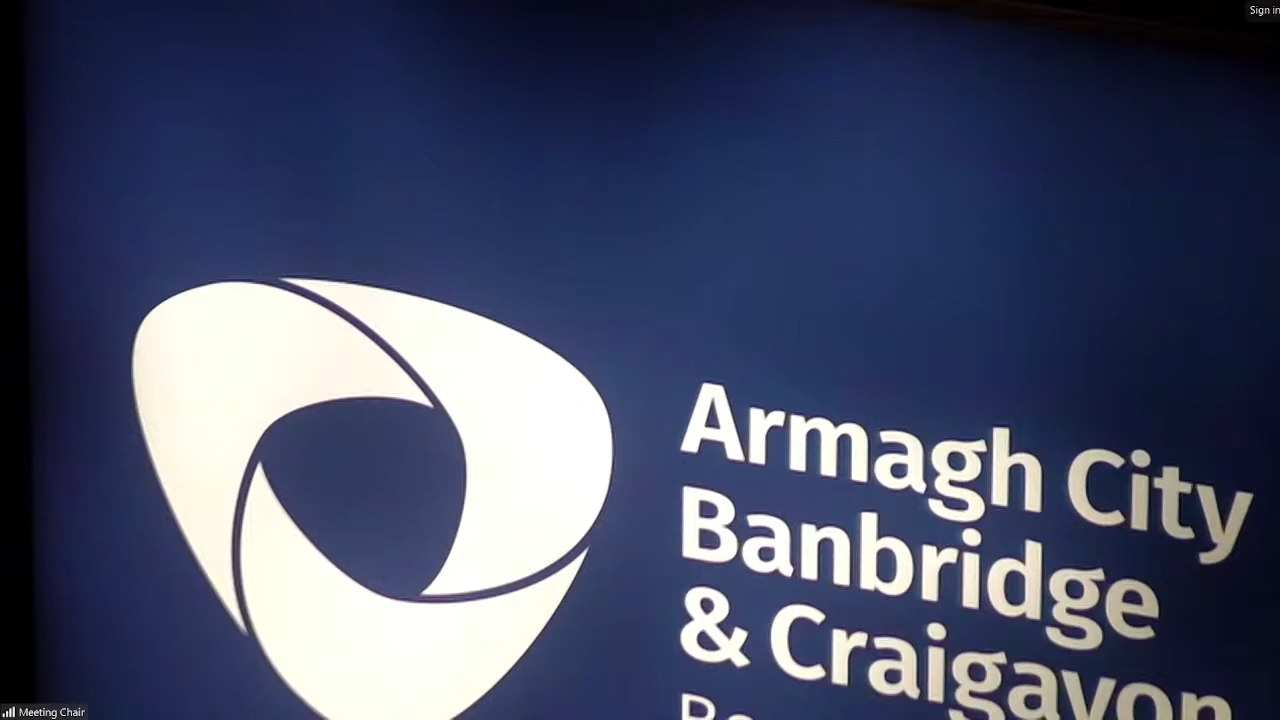 Sign in
Armagh City
Banbridge
& Craigavon
Meeting Chair